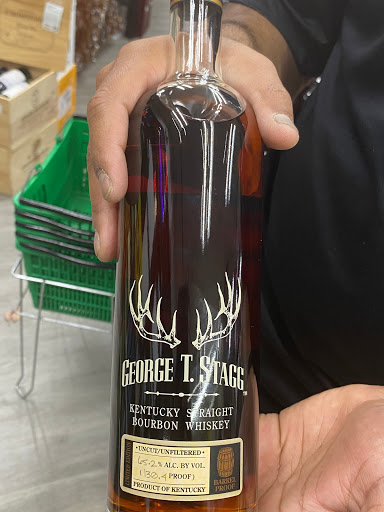 GEORGE T. STAGG
KENTUCKY STRAIGHT
BOURBON WHISKEY
• UNCUT/UNFILTERED •
65.2% ALC. BY VOL.
(130.4 PROOF)
PRODUCT OF KENTUCKY
BARREL
PROOF